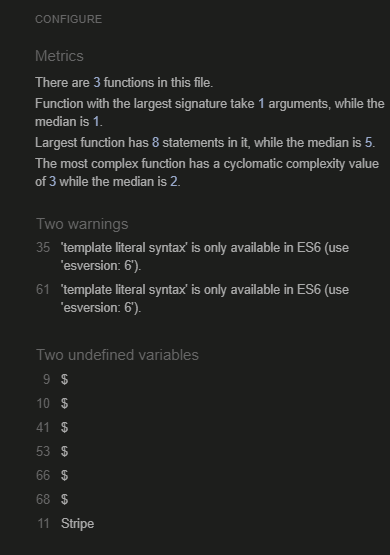 CONFIGURE
Metrics
There are 3 functions in this file.
Function with the largest signature take 1 arguments, while the
median is 1.
Largest function has 8 statements in it, while the median is 5.
The most complex function has a cyclomatic complexity value
of 3 while the median is 2.
Two warnings
35 'template literal syntax' is only available in ES6 (use
'esversion: 6').
61 'template literal syntax' is only available in ES6 (use
'esversion: 6').
Two undefined variables
9 $
10 $
41 $
53 $
66 $
68 $
11 Stripe